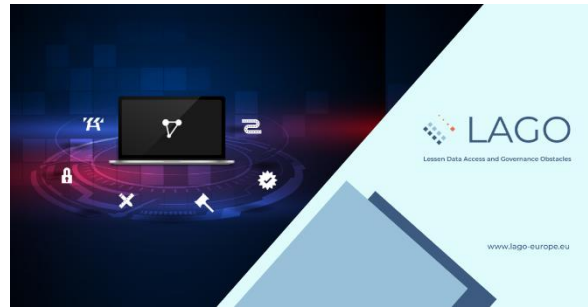 LAGO
Lessen Data Access and Governance Obstacles
www.lago-europe.eu